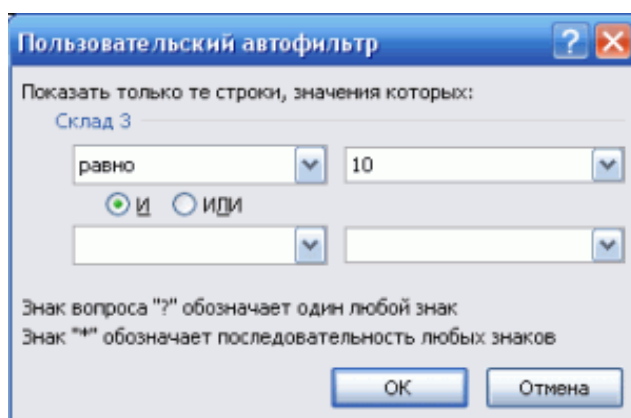 Пользовательский автофильтр
Показать только те строки, значения которых:
Склад 3
равно 10
И ИЛИ
Знак вопроса "?" обозначает один любой знак
Знак "*" обозначает последовательность любых знаков
ОК Отмена